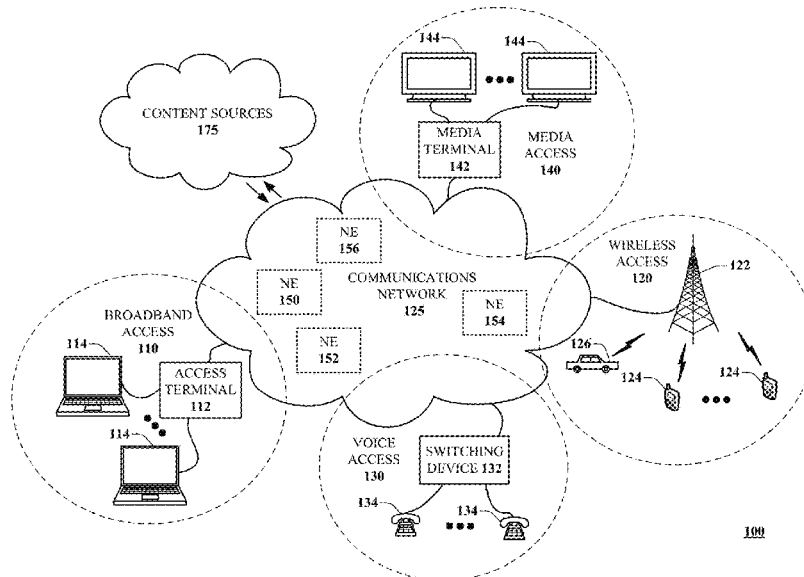 144
144
CONTENT SOURCES
175
MEDIA
TERMINAL
142
MEDIA
ACCESS
140
NE
156
WIRELESS
ACCESS
120
122
COMMUNICATIONS
NETWORK
125
NE
150
NE
154
BROADBAND
ACCESS
110
114
NE
152
126
ACCESS
TERMINAL
112
124
124
114
VOICE
ACCESS
130
SWITCHING
DEVICE 132
134
134
100